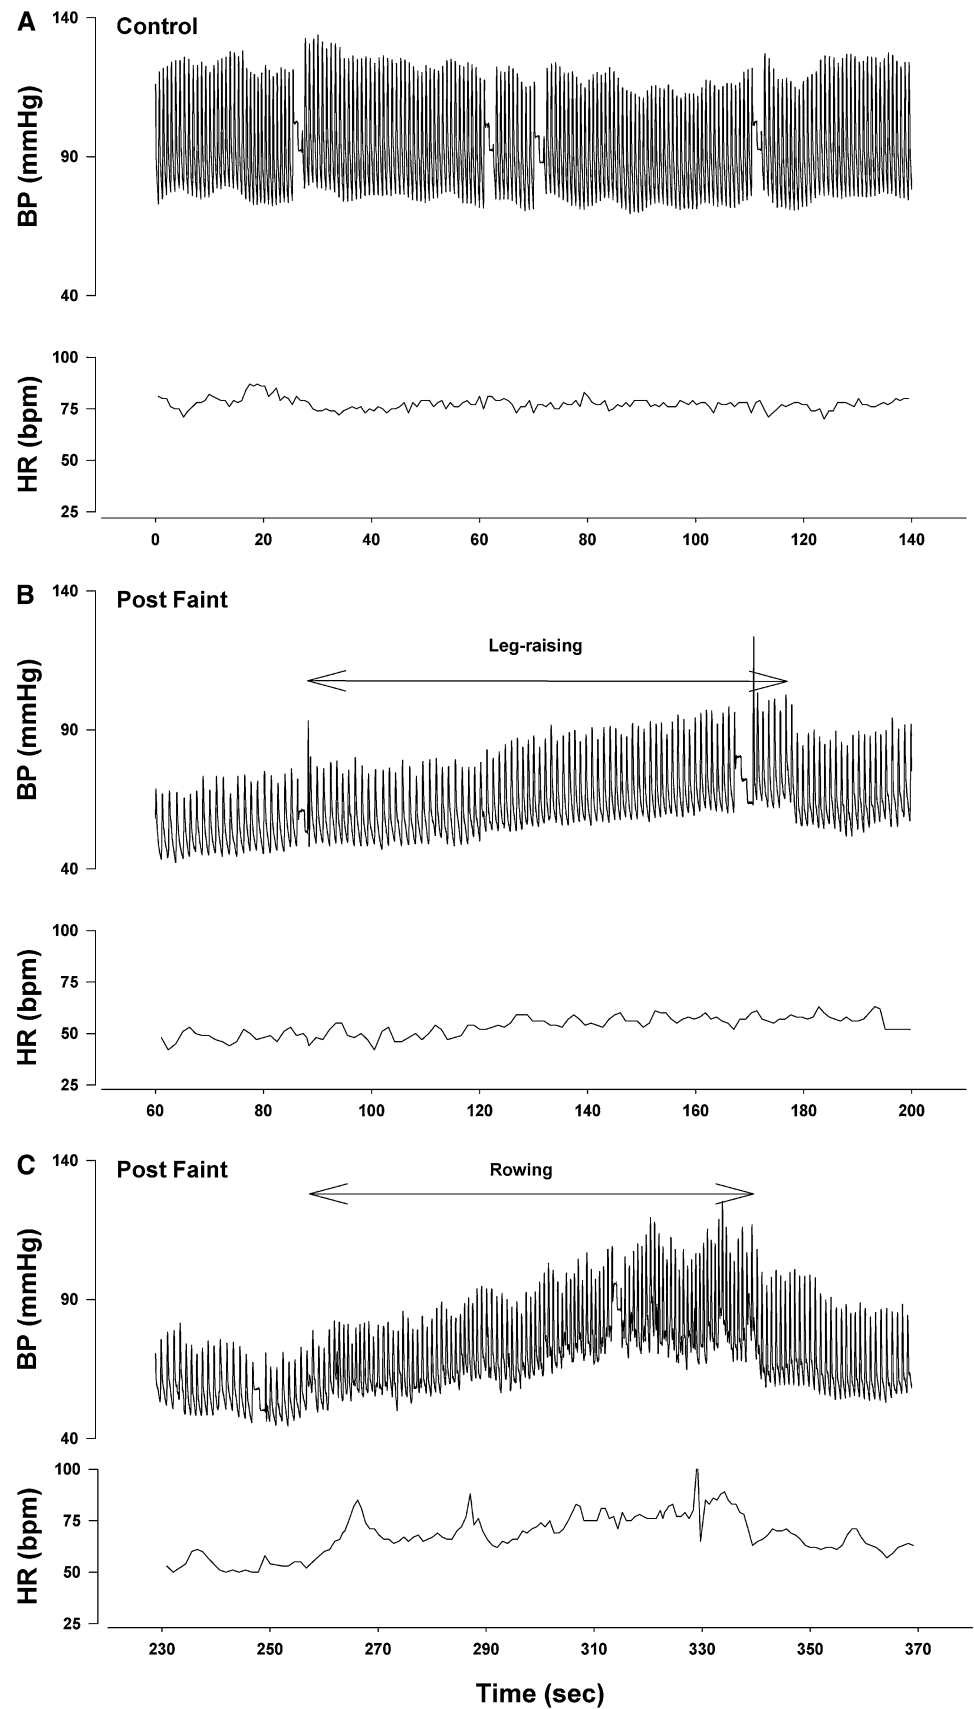 A
Control
BP (mmHg)
140
90
40
HR (bpm)
100
75
50
25
0 20 40 60 80 100 120 140
B
Post Faint
Leg-raising
BP (mmHg)
140
90
40
HR (bpm)
100
75
50
25
60 80 100 120 140 160 180 200
C
Post Faint
Rowing
BP (mmHg)
140
90
40
HR (bpm)
100
75
50
25
230 250 270 290 310 330 350 370
Time (sec)